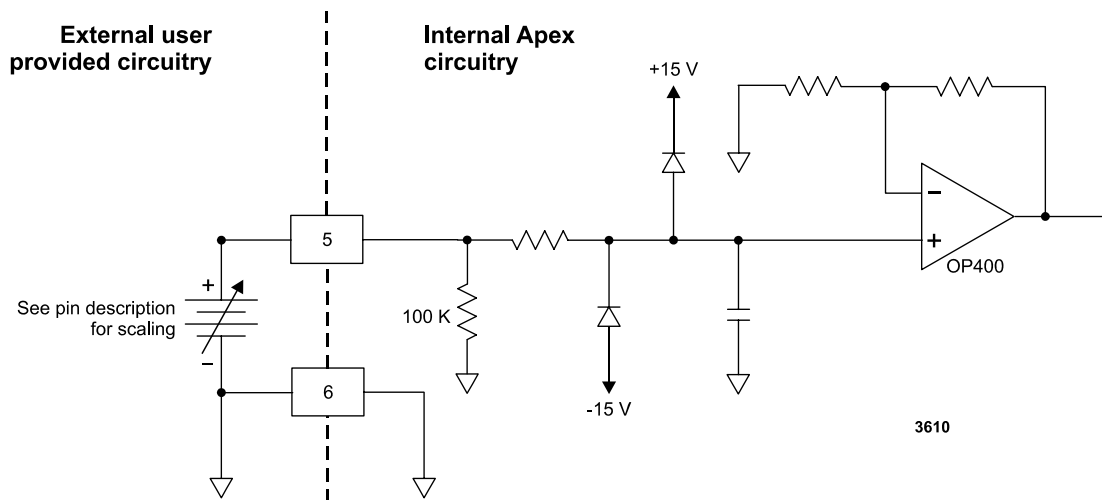 External user
provided circuitry
Internal Apex
circuitry
+15 V
5
−
+
OP400
+
See pin description
for scaling
−
100 K
6
-15 V
3610